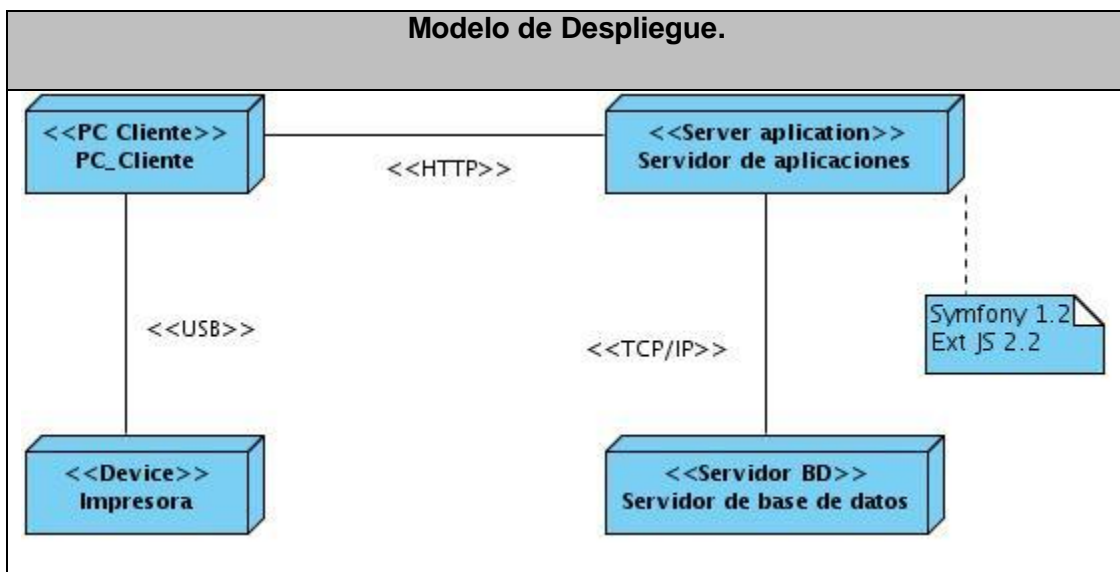 Modelo de Despliegue.
<<PC Cliente>>
PC_Cliente
<<HTTP>>
<<Server aplication>>
Servidor de aplicaciones
<<USB>>
<<TCP/IP>>
Symfony 1.2
Ext JS 2.2
<<Device>>
Impresora
<<Servidor BD>>
Servidor de base de datos